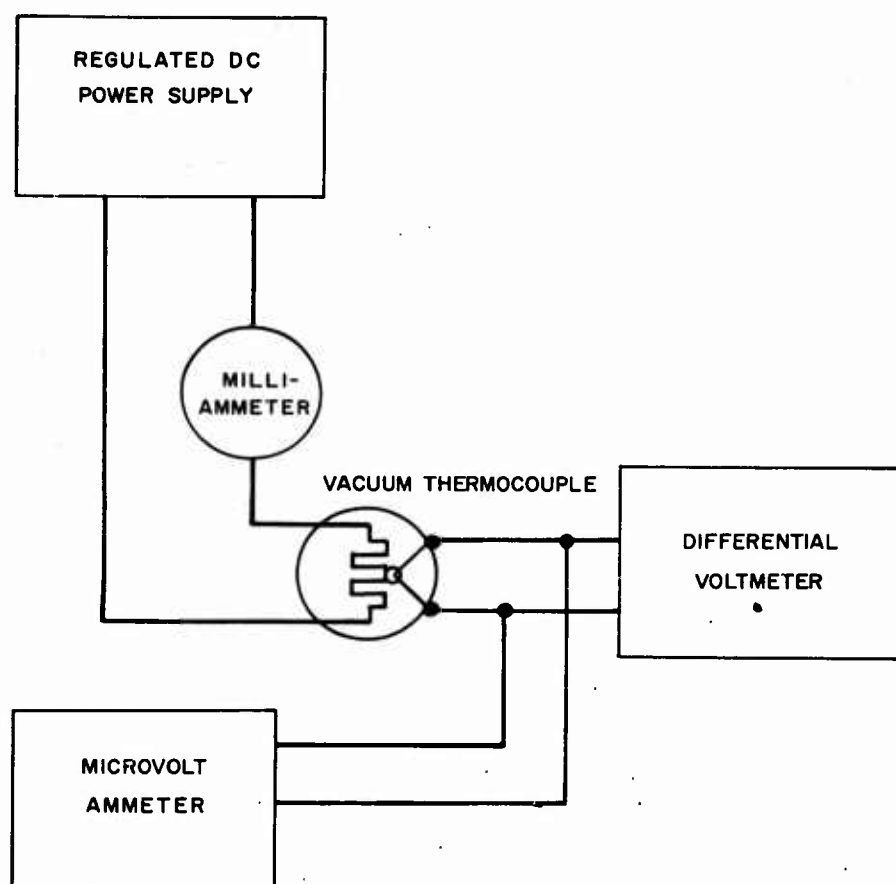 REGULATED DC
POWER SUPPLY
MILLI-
AMMETER
VACUUM THERMOCOUPLE
DIFFERENTIAL
VOLTMETER
MICROVOLT
AMMETER